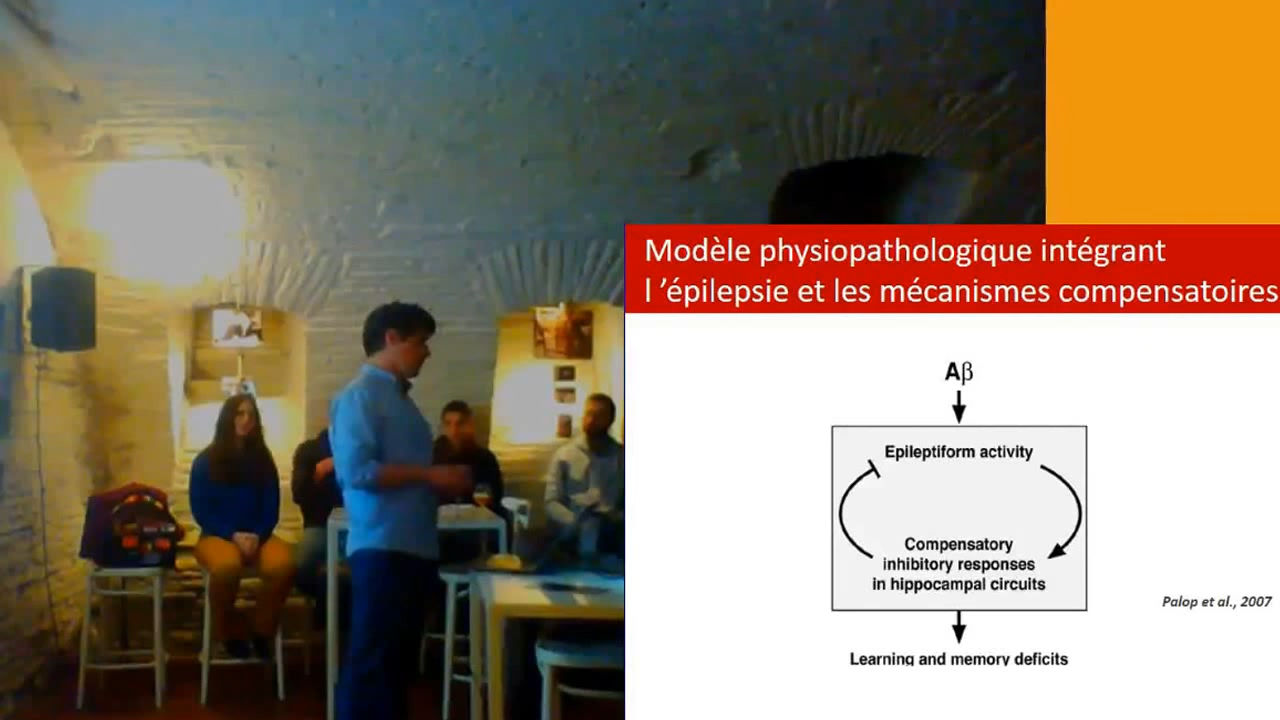 Modèle physiopathologique intégrant
l ’épilepsie et les mécanismes compensatoires
Aβ
Epileptiform activity
Compensatory
inhibitory responses
in hippocampal circuits
Palop et al., 2007
Learning and memory deficits